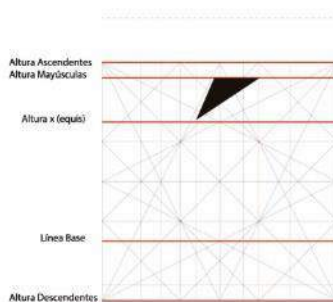 Altura Ascendentes
Altura Mayúsculas
Altura x (equis)
Línea Base
Altura Descendentes